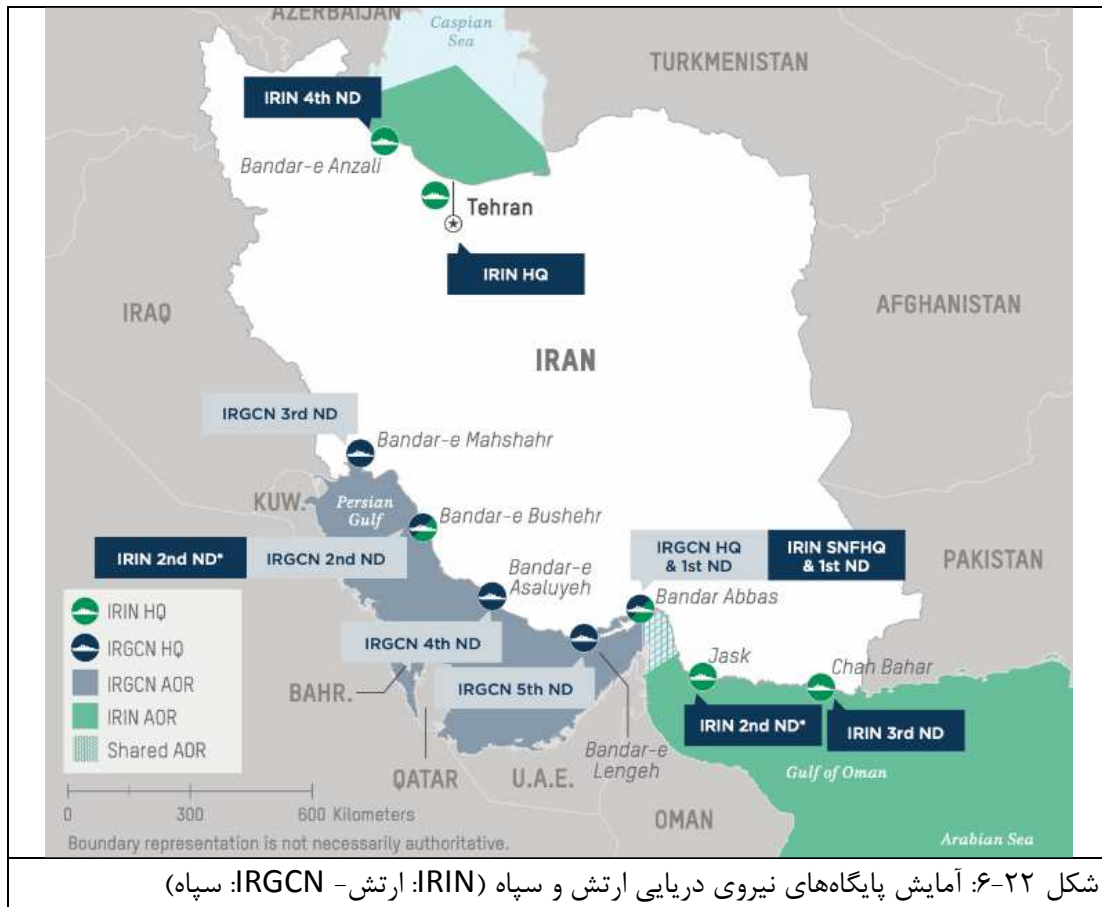 AZERBAIJAN
Caspian
Sea
TURKMENISTAN
IRIN 4th ND
Bandar-e Anzali
Tehran
IRIN HQ
IRAQ
AFGHANISTAN
IRAN
IRGCN 3rd ND
Bandar-e Mahshahr
KUW.
Persian
Gulf
Bandar-e Bushehr
IRIN 2nd ND*
IRGCN 2nd ND
Bandar-e
Asaluyeh
IRGCN HQ
& 1st ND
IRIN SNFHQ
& 1st ND
PAKISTAN
Bandar Abbas
IRIN HQ
IRGCN HQ
IRGCN AOR
IRIN AOR
Shared AOR
IRGCN 4th ND
BAHR.
IRGCN 5th ND
Jask
Chah Bahar
IRIN 2nd ND*
IRIN 3rd ND
Bandar-e
Lengeh
QATAR
U.A.E.
Gulf of Oman
OMAN
Arabian Sea
0 300 600 Kilometers
Boundary representation is not necessarily authoritative.
شکل ۲۲-۶: آمایش پایگاه‌های نیروی دریایی ارتش و سپاه (IRIN: ارتش- IRGCN: سپاه)